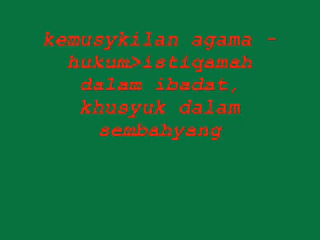 kemusykilan agama -
hukum>istiqamah
dalam ibadat,
khusyuk dalam
sembahyang